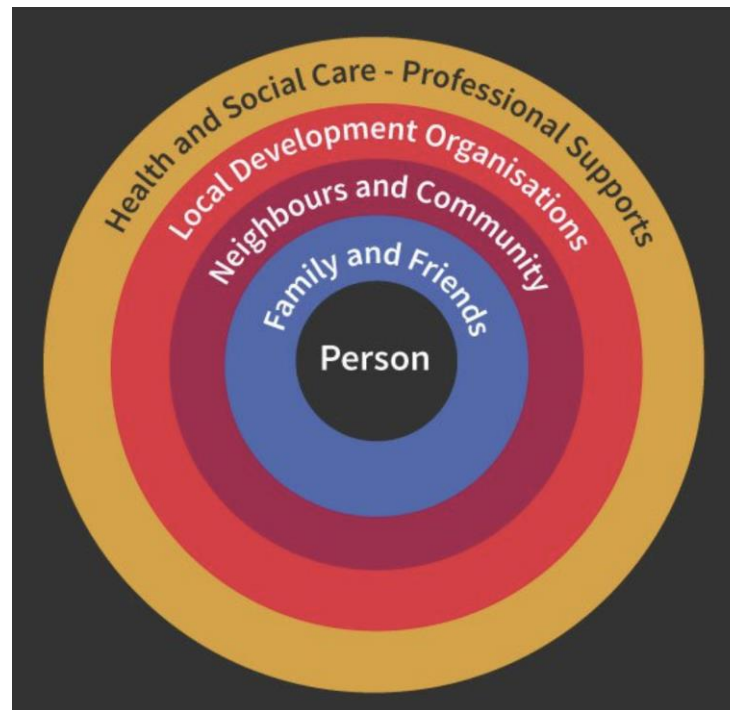 Health and Social Care - Professional Supports
Local Development Organisations
Neighbours and Community
Family and Friends
Person